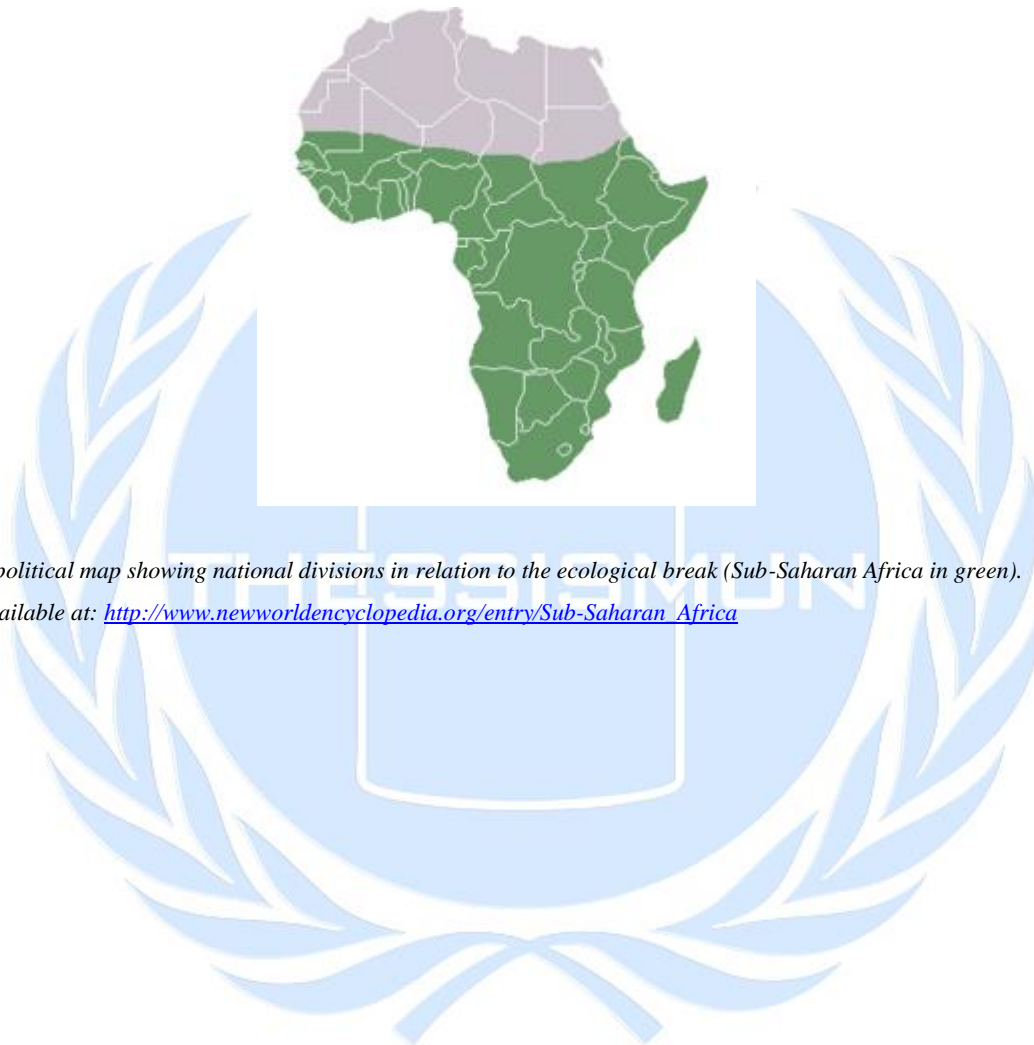 THESSISMUN
political map showing national divisions in relation to the ecological break (Sub-Saharan Africa in green).
ailable at: http://www.newworldencyclopedia.org/entry/Sub-Saharan_Africa